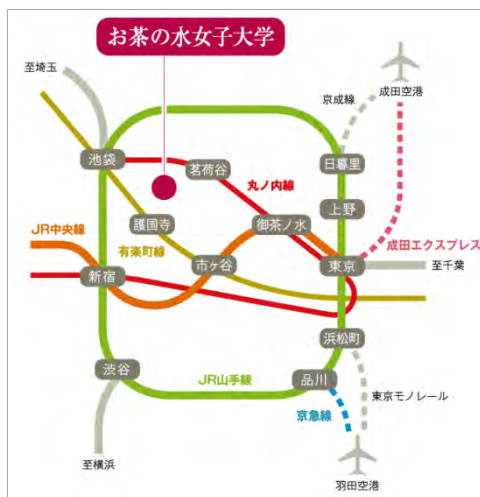 お茶の水女子大学
至埼玉
成田空港
京成線
池袋
日暮里
茗荷谷
丸ノ内線
上野
護国寺
御茶ノ水
JR中央線
成田エクスプレス
有楽町線
市ヶ谷
東京
至千葉
新宿
浜松町
渋谷
JR山手線
品川
東京モノレール
京急線
至横浜
羽田空港